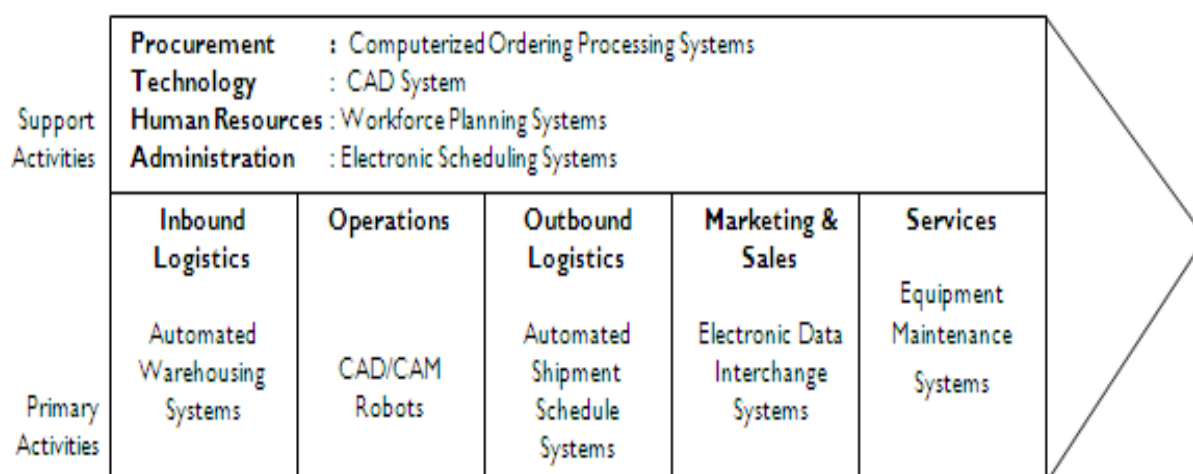 Procurement : Computerized Ordering Processing Systems
Technology : CAD System
Human Resources : Workforce Planning Systems
Administration : Electronic Scheduling Systems
Support
Activities
Inbound
Logistics
Automated
Warehousing
Systems
Operations
CAD/CAM
Robots
Outbound
Logistics
Automated
Shipment
Schedule
Systems
Marketing &
Sales
Electronic Data
Interchange
Systems
Services
Equipment
Maintenance
Systems
Primary
Activities